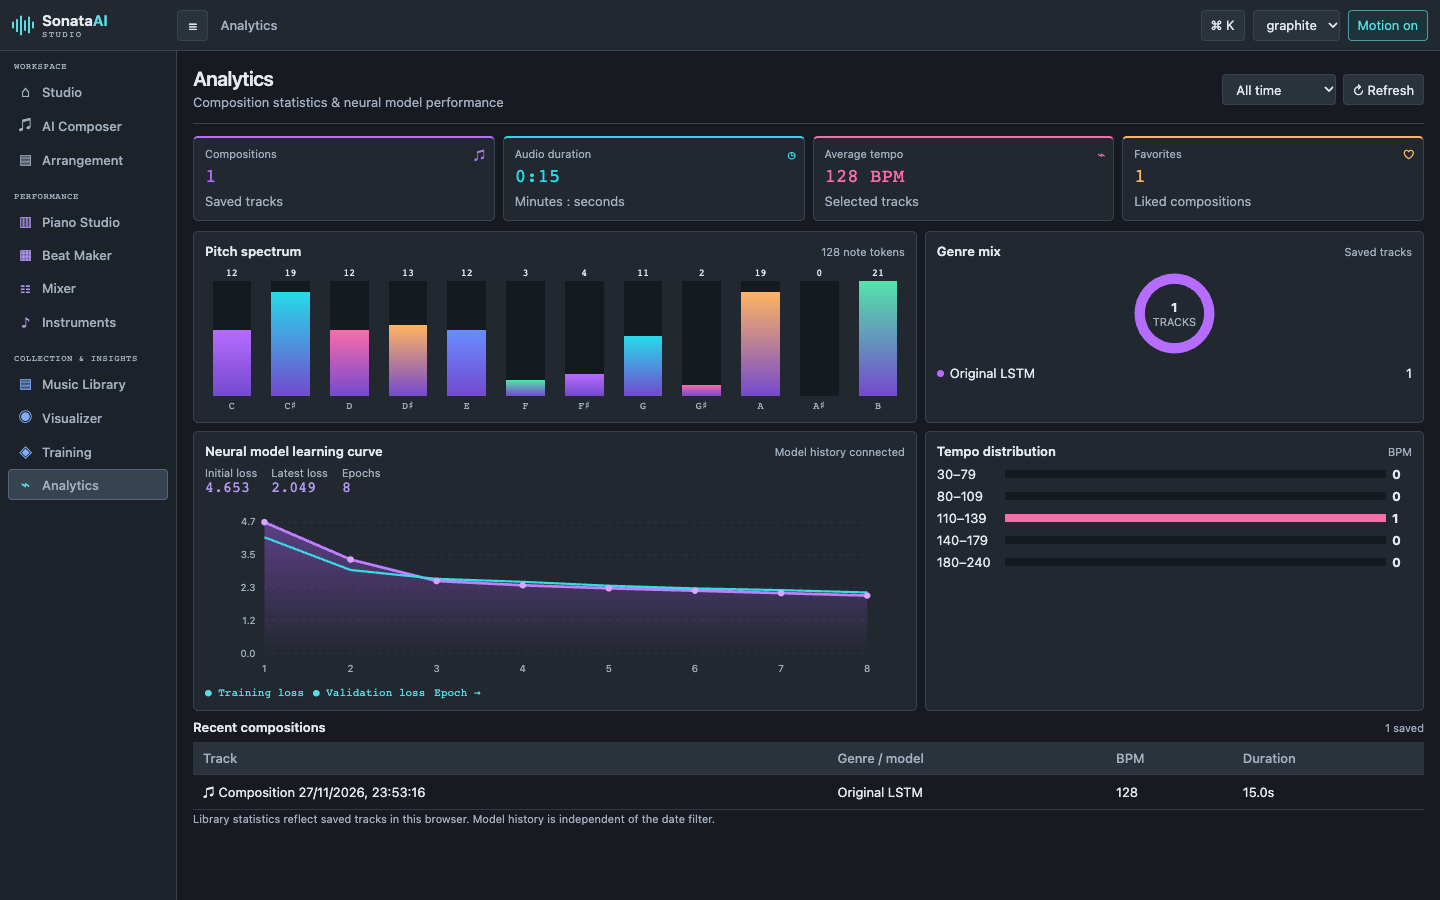 SonataAI
STUDIO
Analytics
⌘ K
graphite
Motion on
WORKSPACE
Studio
AI Composer
Arrangement
PERFORMANCE
Piano Studio
Beat Maker
Mixer
Instruments
COLLECTION & INSIGHTS
Music Library
Visualizer
Training
Analytics
Analytics
Composition statistics & neural model performance
All time
↻ Refresh
Compositions
1
Saved tracks
Audio duration
0:15
Minutes : seconds
Average tempo
128 BPM
Selected tracks
Favorites
1
Liked compositions
Pitch spectrum
128 note tokens
12 19 12 13 12 3 4 11 2 19 0 21
C C♯ D D♯ E F F♯ G G♯ A A♯ B
Genre mix
Saved tracks
1
TRACKS
Original LSTM 1
Neural model learning curve
Model history connected
Initial loss Latest loss Epochs
4.653 2.049 8
4.7
3.5
2.3
1.2
0.0
1 2 3 4 5 6 7 8
Training loss Validation loss Epoch →
Tempo distribution
BPM
30–79 0
80–109 0
110–139 1
140–179 0
180–240 0
Recent compositions
1 saved
Track Genre / model BPM Duration
♫ Composition 27/11/2026, 23:53:16 Original LSTM 128 15.0s
Library statistics reflect saved tracks in this browser. Model history is independent of the date filter.